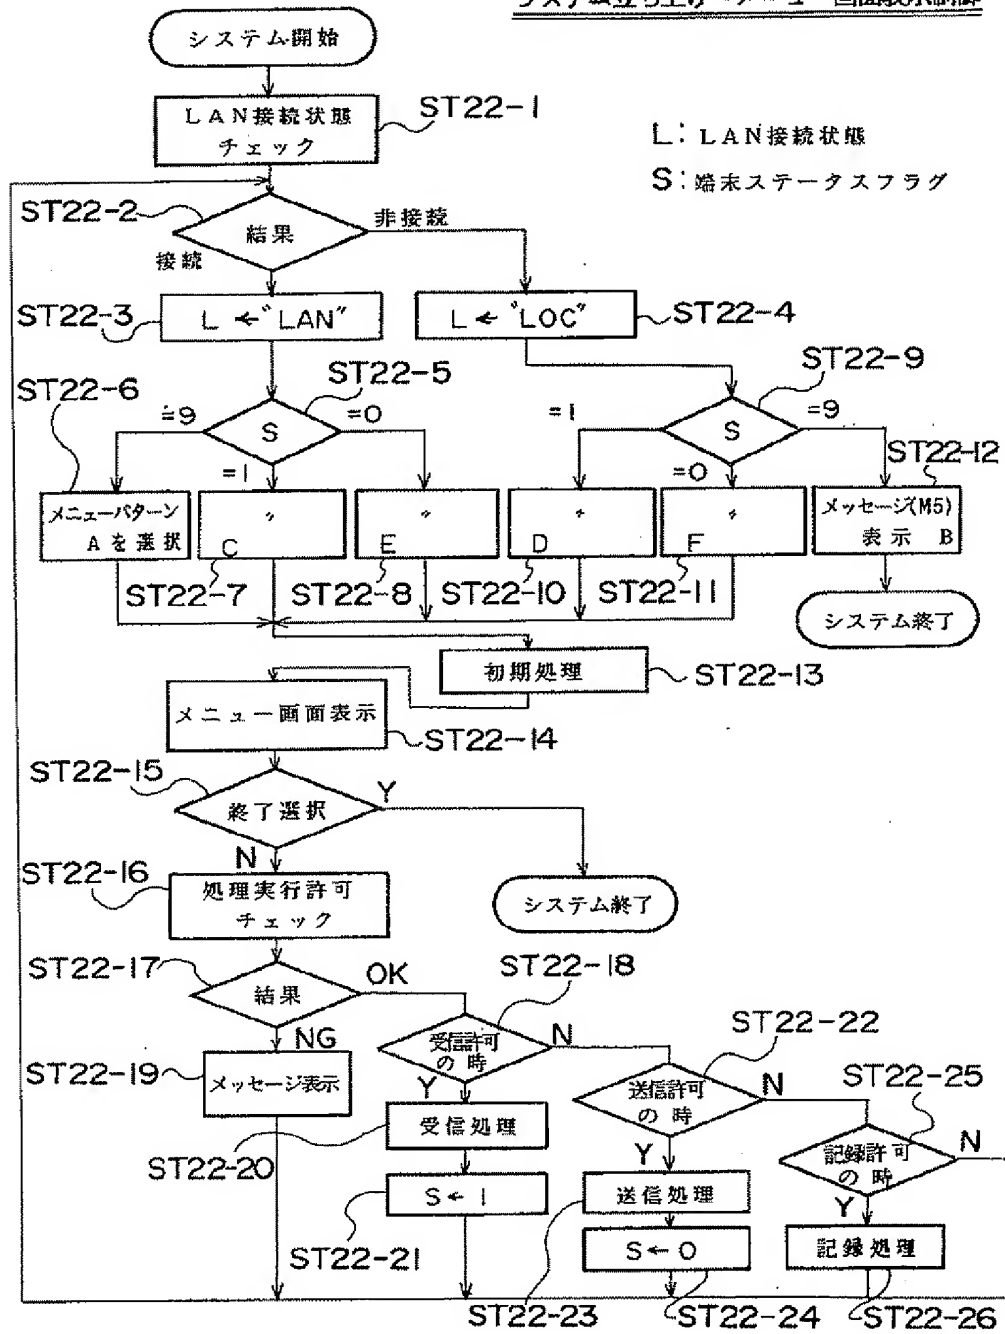 システム開始
LAN接続状態
チェック
ST22-1
L: LAN接続状態
S:端末ステータスフラグ
ST22-2
結果
非接続
接続
ST22-3
L ← "LAN"
L ← "LOC"
ST22-4
ST22-5
ST22-6
=9
S
=0
=1
ST22-9
=1
S
=9
=0
ST22-12
メニューパターン
Aを選択
〃
C
〃
E
〃
D
〃
F
メッセージ(M5)
表示 B
ST22-7
ST22-8
ST22-10
ST22-11
システム終了
初期処理
ST22-13
メニュー画面表示
ST22-14
ST22-15
終了選択
Y
N
ST22-16
処理実行許可
チェック
システム終了
ST22-17
結果
OK
NG
ST22-18
受信許可
の時
N
Y
ST22-19
メッセージ表示
ST22-22
送信許可
の時
N
Y
ST22-25
記録許可
の時
N
Y
受信処理
ST22-20
S ← 1
ST22-21
送信処理
S ← 0
記録処理
ST22-23
ST22-24
ST22-26